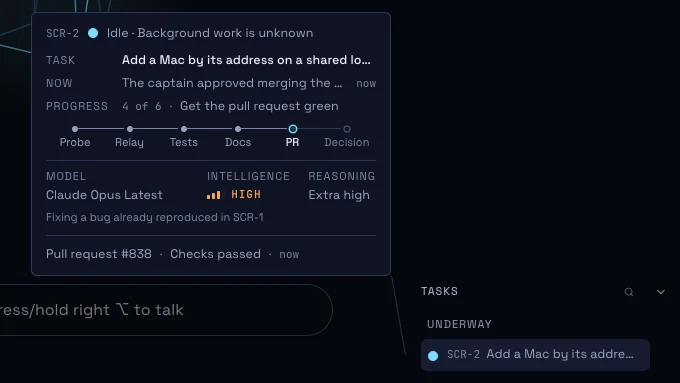 SCR-2 Idle · Background work is unknown
TASK Add a Mac by its address on a shared lo...
NOW The captain approved merging the ... now
PROGRESS 4 of 6 · Get the pull request green
Probe Relay Tests Docs PR Decision
MODEL INTELLIGENCE REASONING
Claude Opus Latest HIGH Extra high
Fixing a bug already reproduced in SCR-1
Pull request #838 · Checks passed · now
ress/hold right ⌥ to talk
TASKS
UNDERWAY
SCR-2 Add a Mac by its addre...